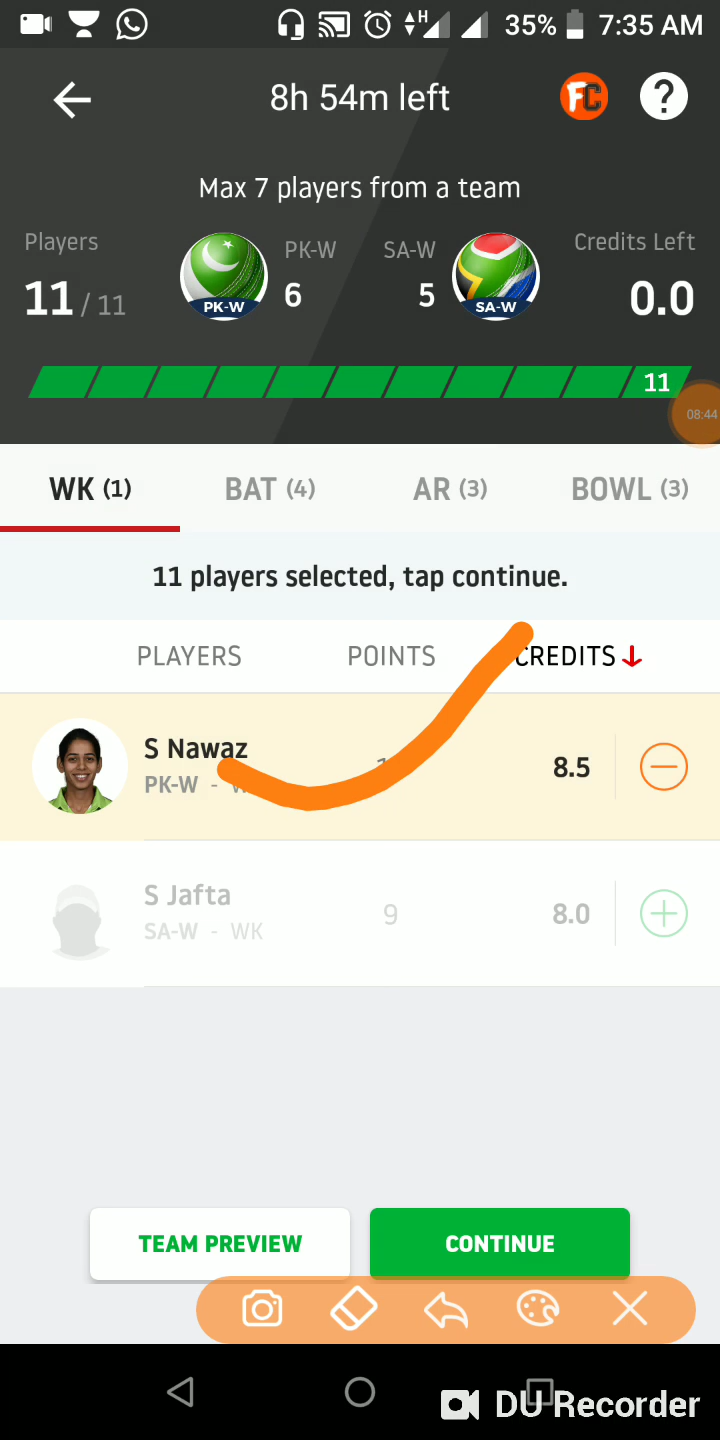 35% 7:35 AM
8h 54m left
FC ?
Max 7 players from a team
Players PK-W SA-W Credits Left
11 / 11 6 5 0.0
PK-W SA-W
11
08:44
WK (1) BAT (4) AR (3) BOWL (3)
11 players selected, tap continue.
PLAYERS POINTS CREDITS
S Nawaz
8.5
PK-W -
S Jafta
9 8.0
SA-W - WK
TEAM PREVIEW CONTINUE
DU Recorder